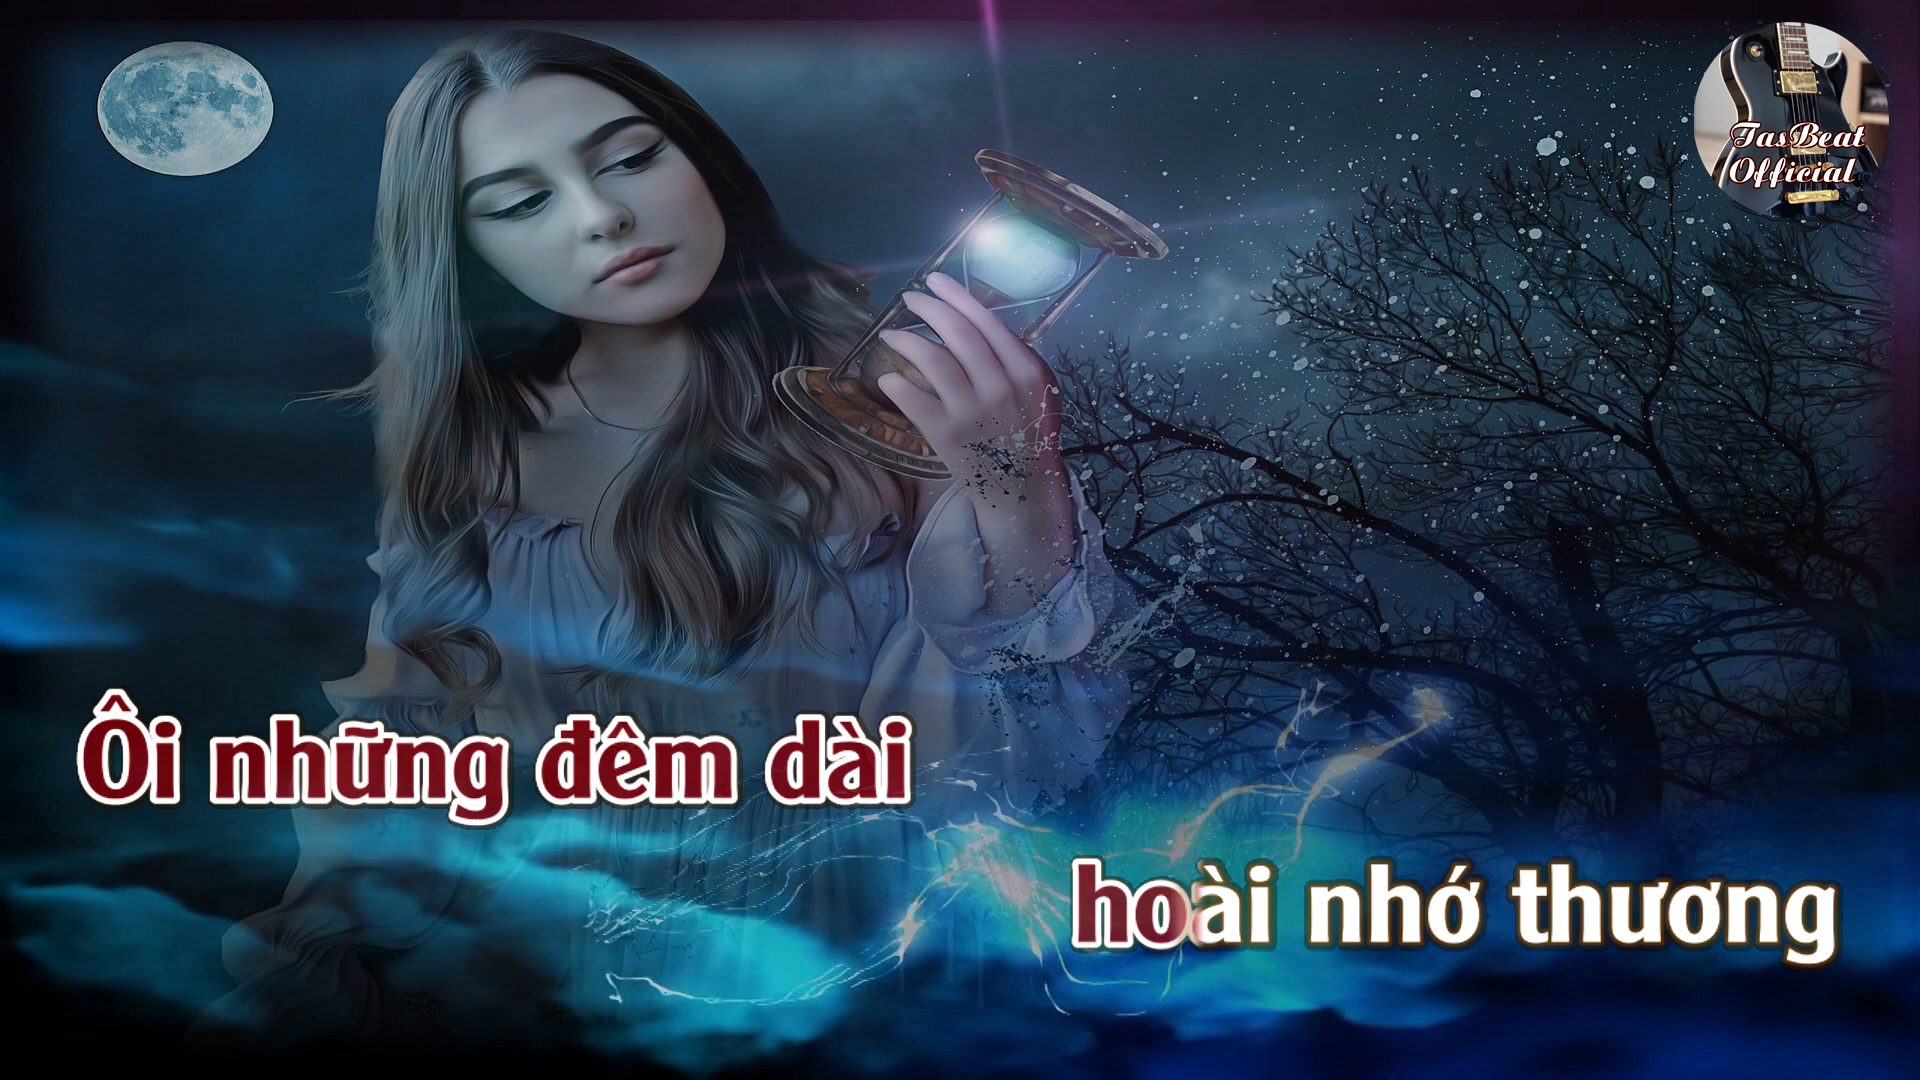 TasBeat
Official
Ôi những đêm dài
hoài nhớ thương